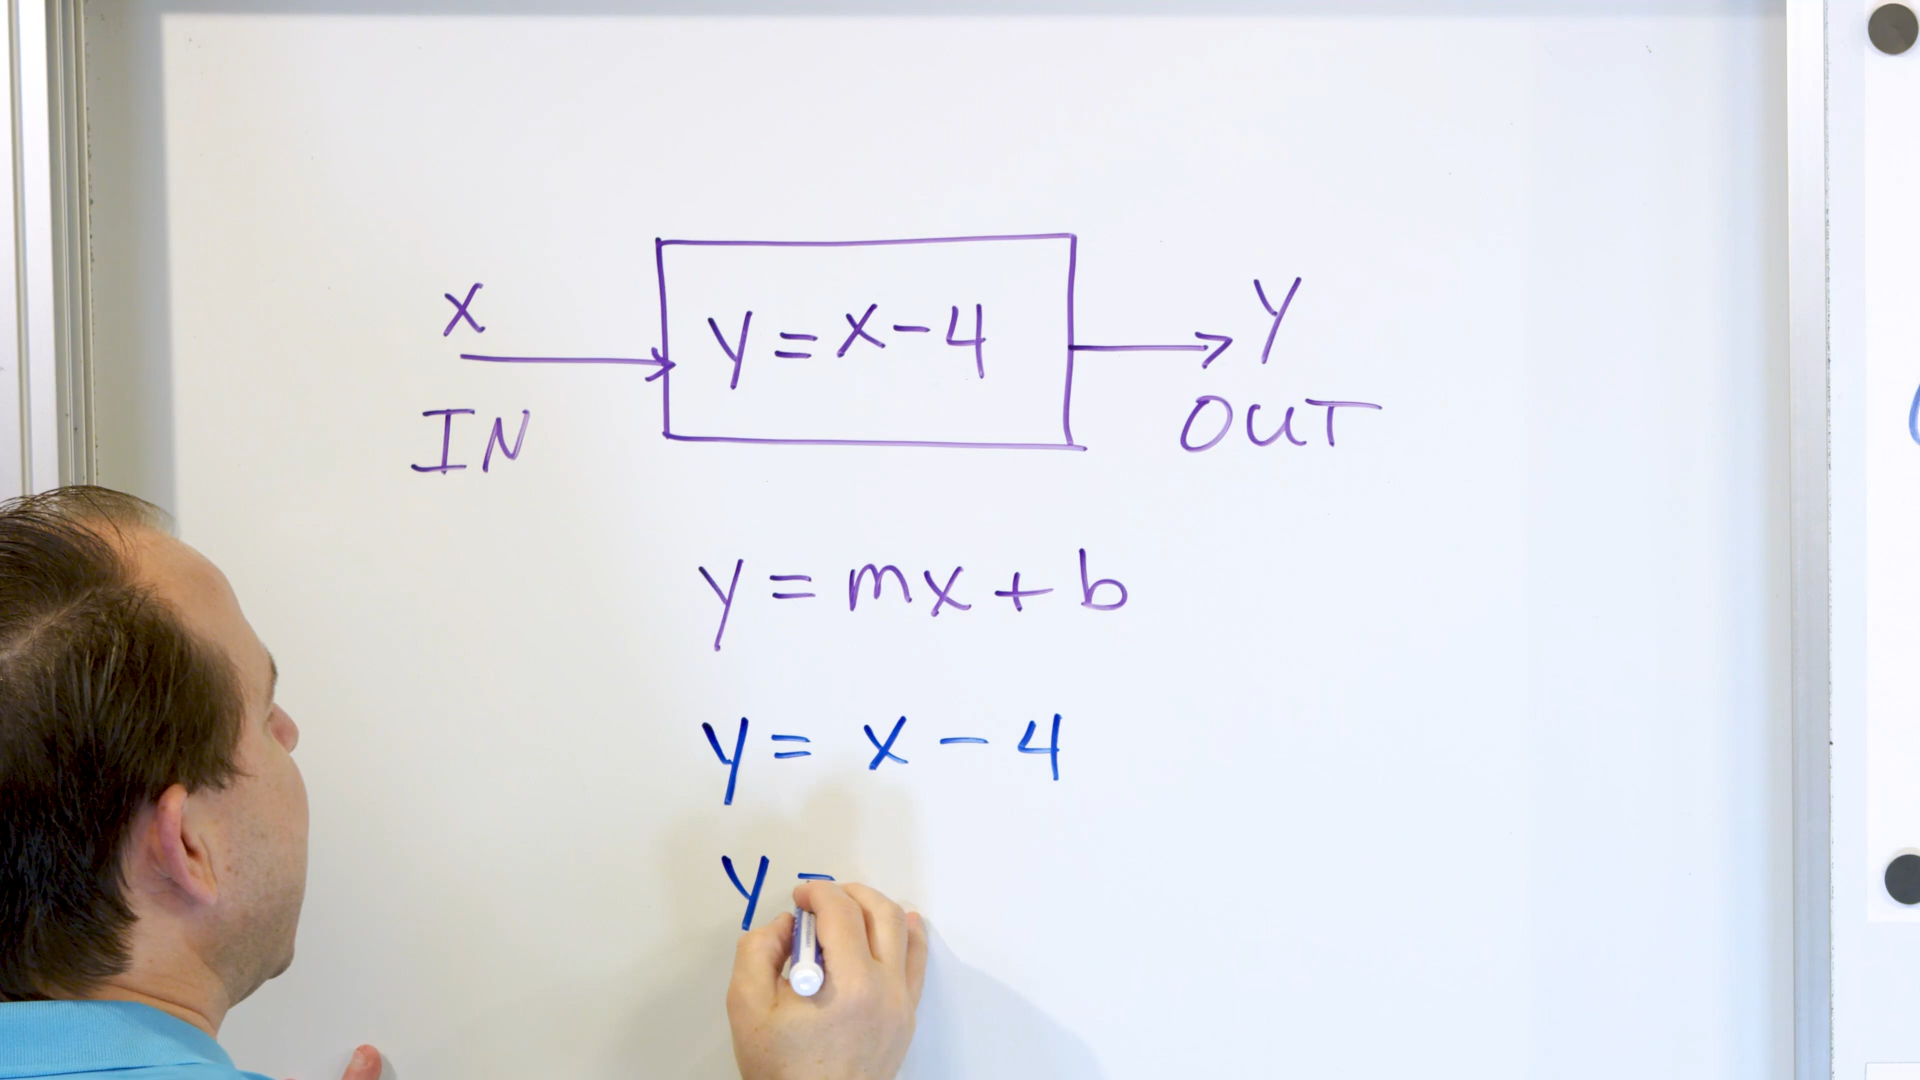 x y = x - 4 y
IN OUT
y = mx + b
y = x - 4
y =